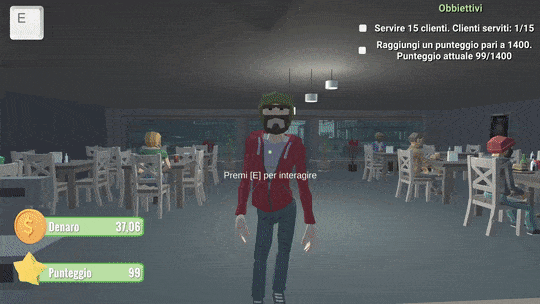 E
Obbiettivi
Servire 15 clienti. Clienti serviti: 1/15
Raggiungi un punteggio pari a 1400.
Punteggio attuale 99/1400
Premi [E] per interagire
Denaro 37,06
Punteggio 99